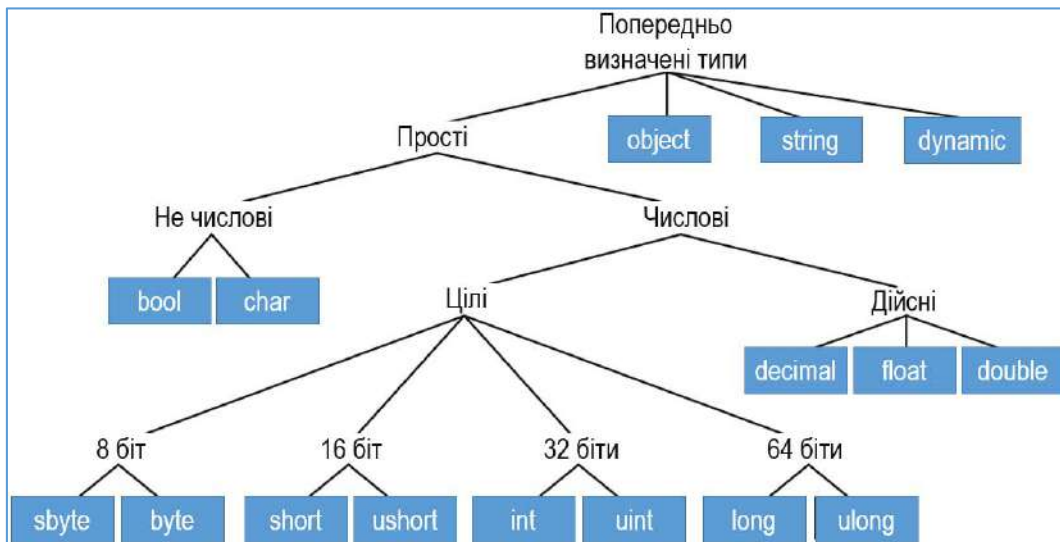 Попередньо
визначені типи
Прості
object
string
dynamic
Не числові
Числові
bool
char
Цілі
Дійсні
decimal
float
double
8 біт
16 біт
32 біти
64 біти
sbyte
byte
short
ushort
int
uint
long
ulong